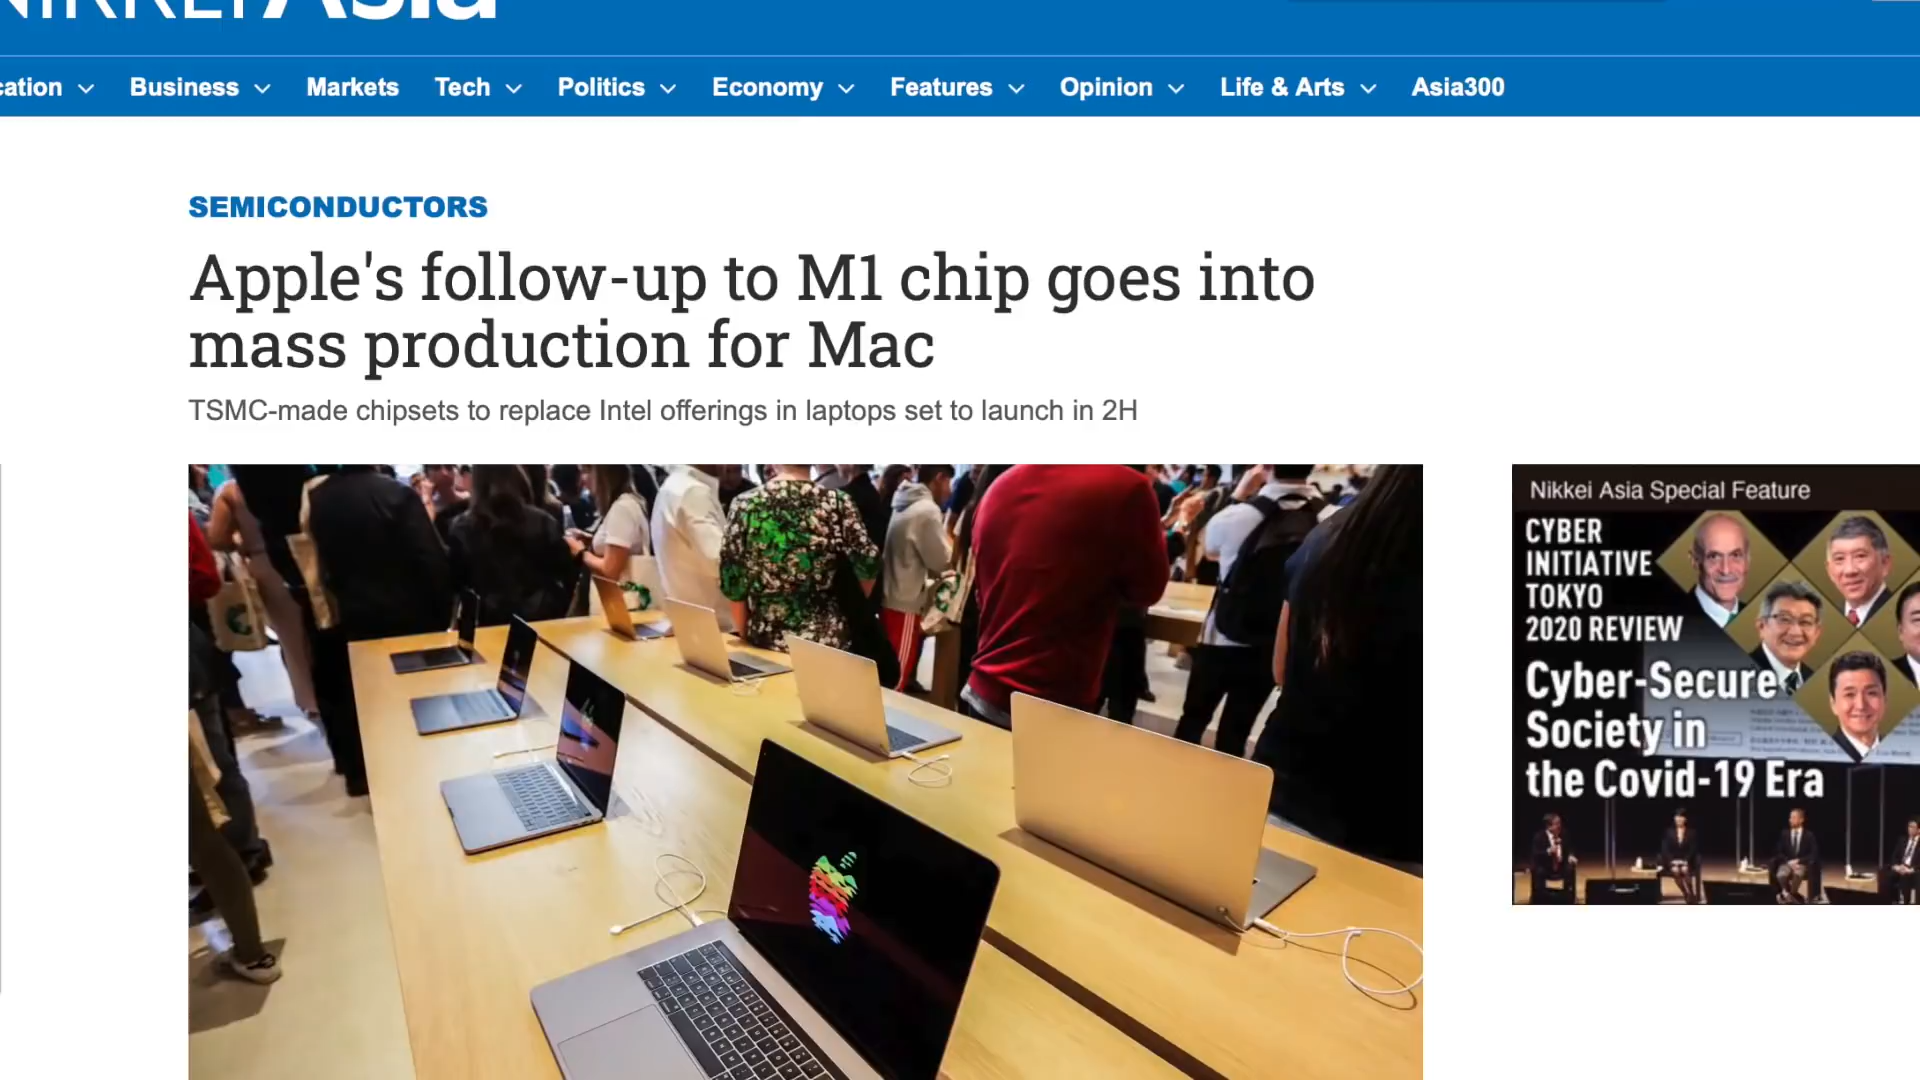 NIKKEI Asia
Business
Markets
Tech
Politics
Economy
Features
Opinion
Life & Arts
Asia300
SEMICONDUCTORS
Apple's follow-up to M1 chip goes into
mass production for Mac
TSMC-made chipsets to replace Intel offerings in laptops set to launch in 2H
Nikkei Asia Special Feature
CYBER
INITIATIVE
TOKYO
2020 REVIEW
Cyber-Secure
Society in
the Covid-19 Era